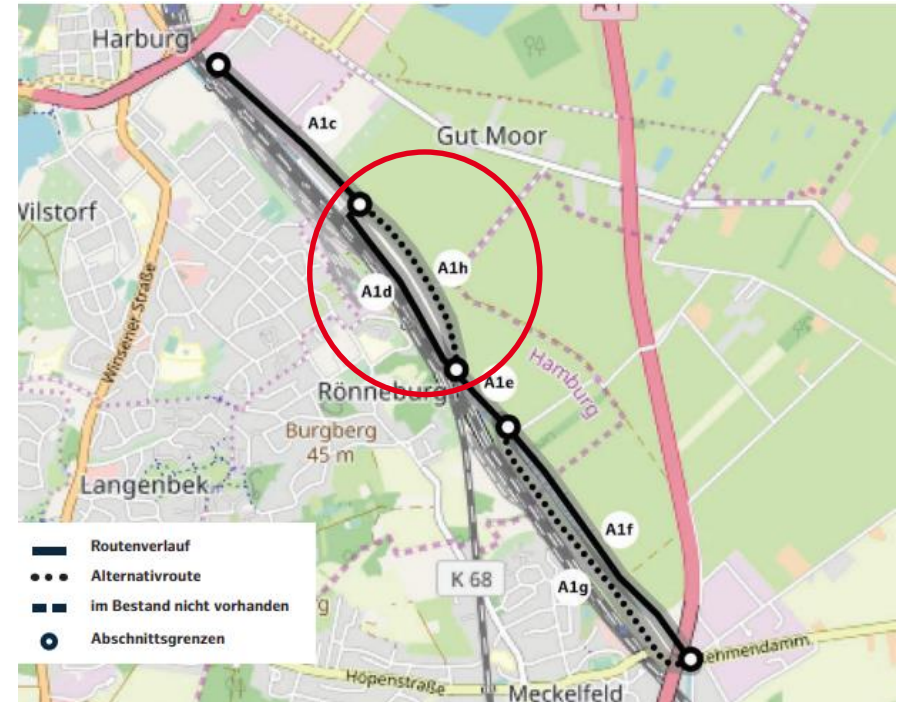 A 1
Harburg
A1c
Gut Moor
Wilstorf
A1h
A1d
Winsener Straße
Hamburg
Rönneburg
A1e
Burgberg
45 m
Langenbek
A1f
Routenverlauf
Alternativroute
im Bestand nicht vorhanden
Abschnittsgrenzen
K 68
A1g
Höpenstraße
Meckelfeld